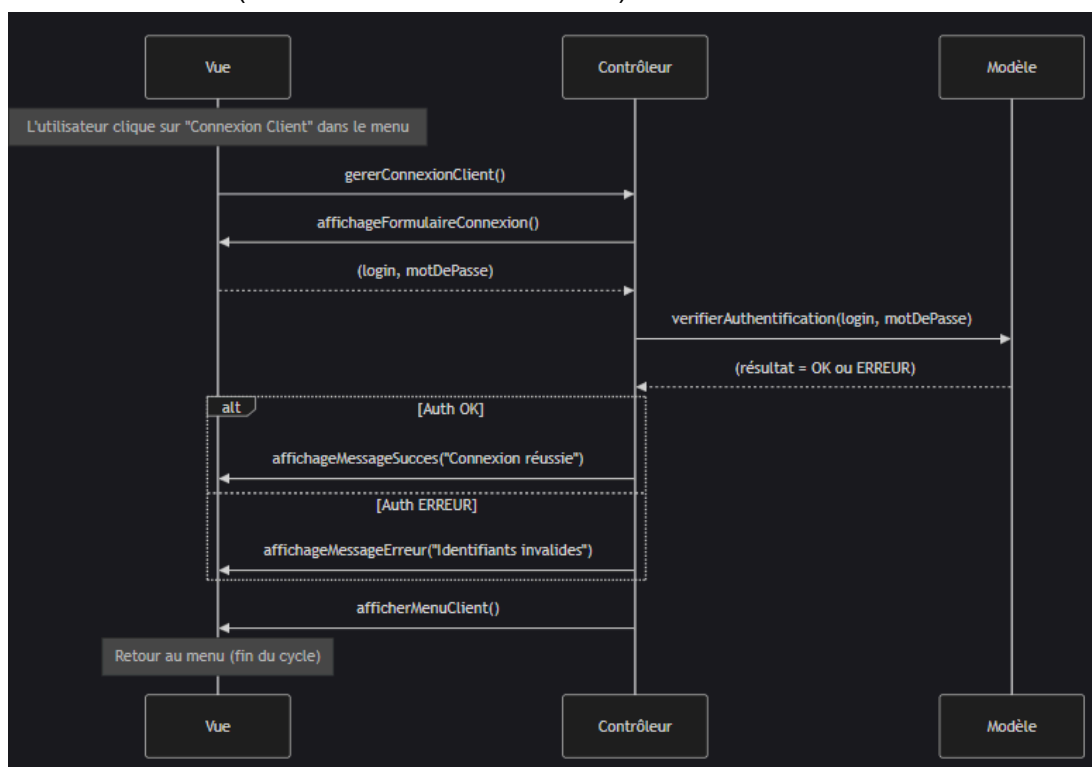 Vue
Contrôleur
Modèle
L'utilisateur clique sur "Connexion Client" dans le menu
gererConnexionClient()
affichageFormulaireConnexion()
(login, motDePasse)
verifierAuthentification(login, motDePasse)
(résultat = OK ou ERREUR)
alt
[Auth OK]
affichageMessageSucces("Connexion réussie")
[Auth ERREUR]
affichageMessageErreur("Identifiants invalides")
afficherMenuClient()
Retour au menu (fin du cycle)
Vue
Contrôleur
Modèle